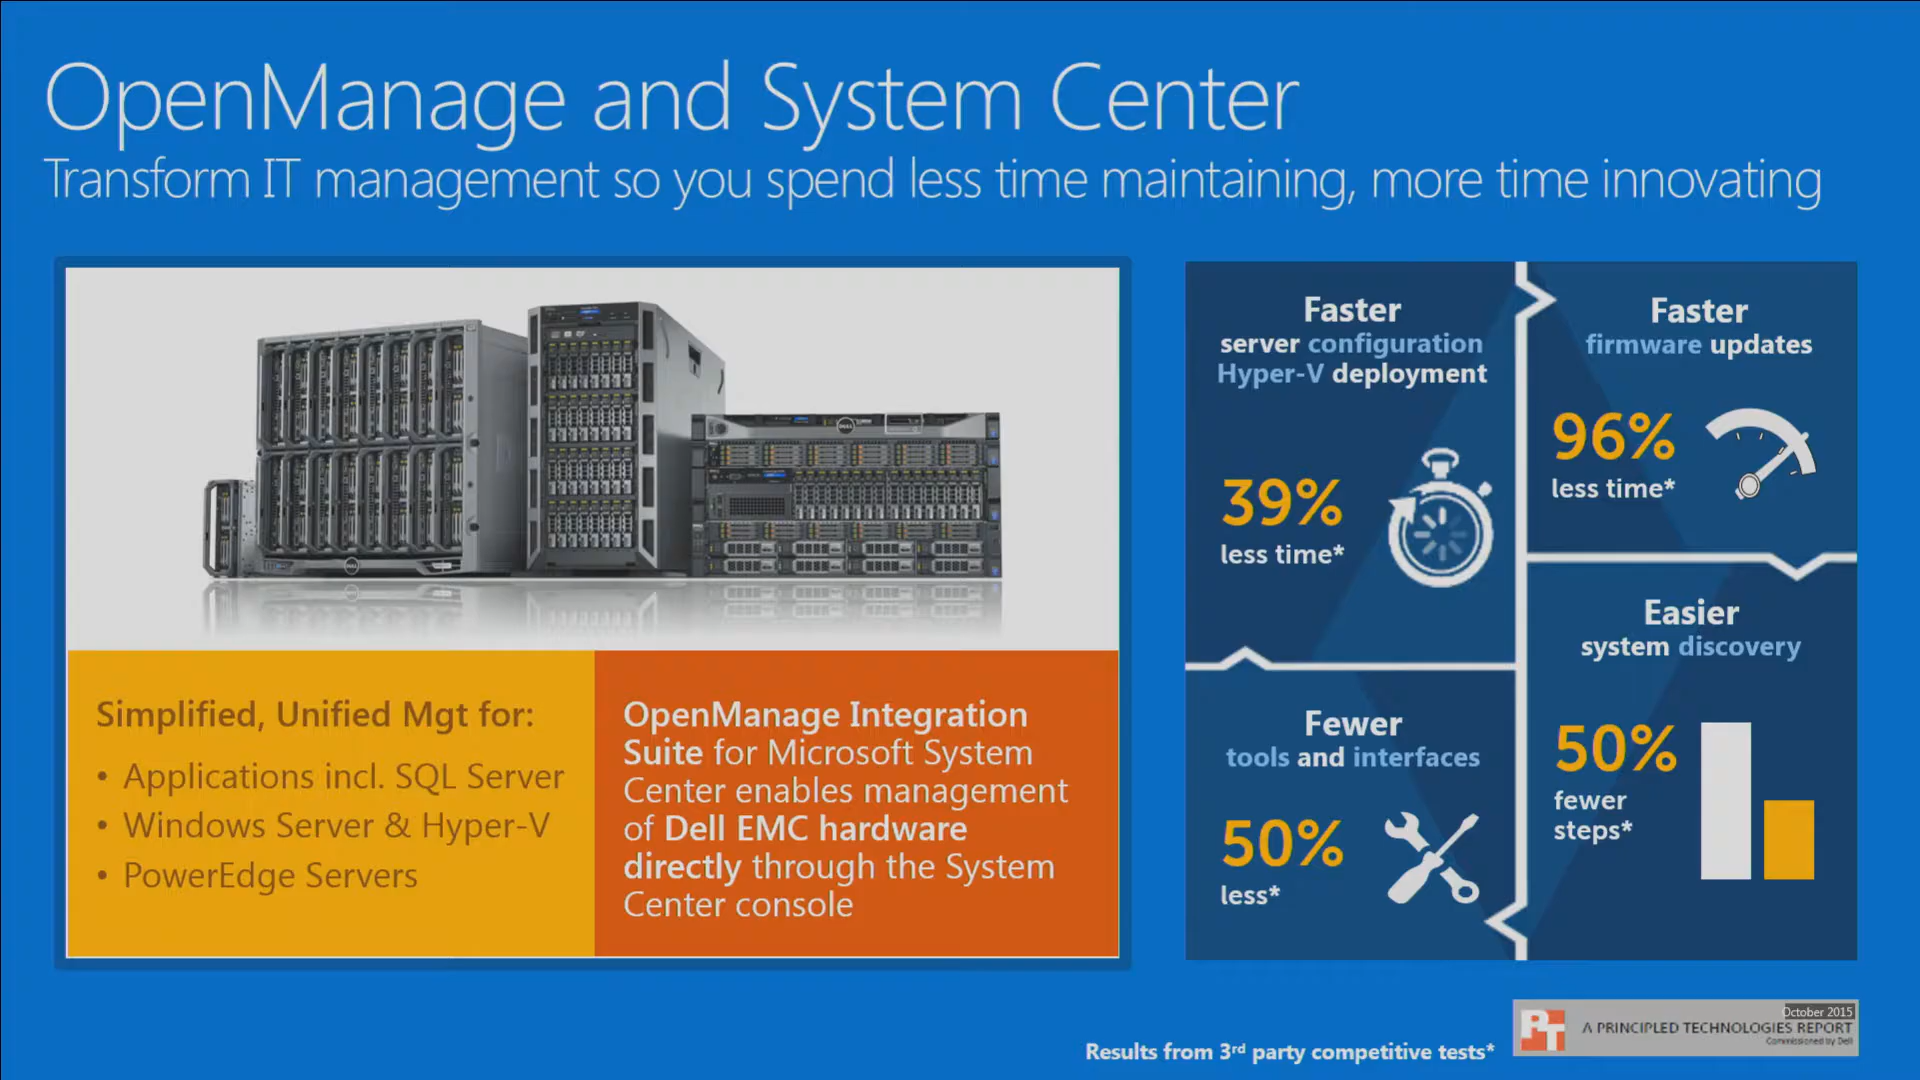 OpenManage and System Center
Transform IT management so you spend less time maintaining, more time innovating
Simplified, Unified Mgt for:
• Applications incl. SQL Server
• Windows Server & Hyper-V
• PowerEdge Servers
OpenManage Integration
Suite for Microsoft System
Center enables management
of Dell EMC hardware
directly through the System
Center console
Faster
server configuration
Hyper-V deployment
39%
less time*
Faster
firmware updates
96%
less time*
Fewer
tools and interfaces
50%
less*
Easier
system discovery
50%
fewer
steps*
Results from 3rd party competitive tests*
PT
October 2015
A PRINCIPLED TECHNOLOGIES REPORT
Commissioned by Dell